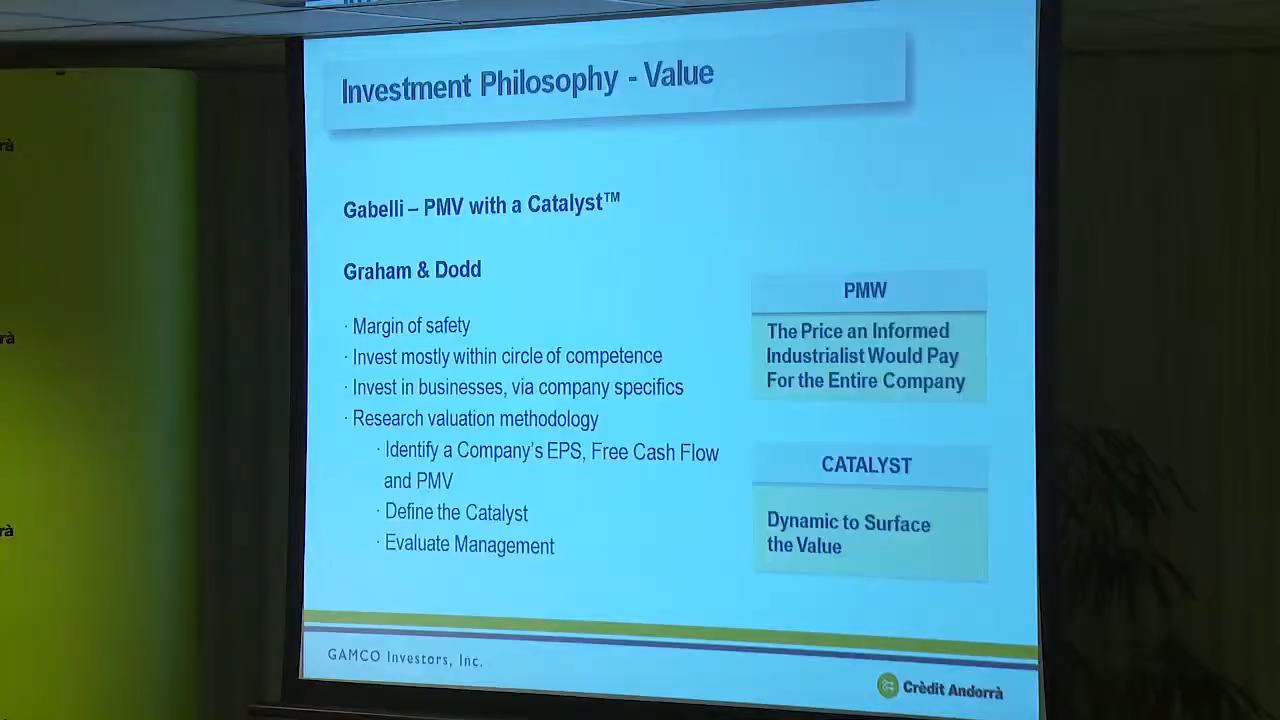 Investment Philosophy - Value
Gabelli – PMV with a Catalyst™
Graham & Dodd
· Margin of safety
· Invest mostly within circle of competence
· Invest in businesses, via company specifics
· Research valuation methodology
· Identify a Company's EPS, Free Cash Flow
and PMV
· Define the Catalyst
· Evaluate Management
PMW
The Price an Informed
Industrialist Would Pay
For the Entire Company
CATALYST
Dynamic to Surface
the Value
GAMCO Investors, Inc.
Crèdit Andorrà
rà
rà
rà